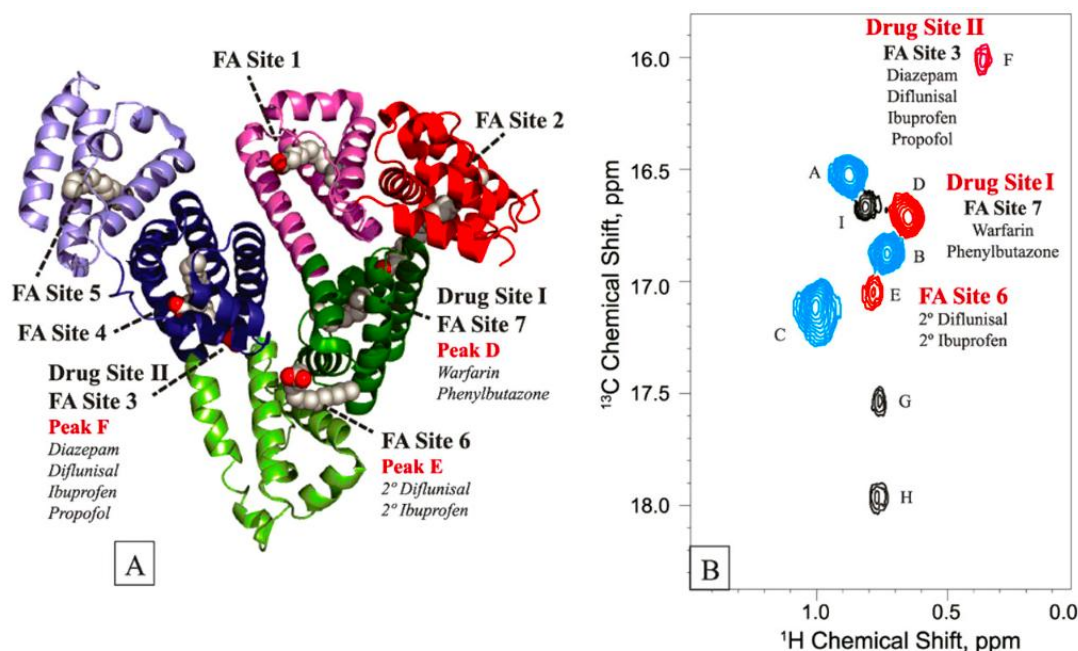 FA Site 1
FA Site 2
FA Site 5
FA Site 4
Drug Site II
FA Site 3
Peak F
Diazepam
Diflunisal
Ibuprofen
Propofol
Drug Site I
FA Site 7
Peak D
Warfarin
Phenylbutazone
FA Site 6
Peak E
2º Diflunisal
2º Ibuprofen
A
Drug Site II
FA Site 3
Diazepam
Diflunisal
Ibuprofen
Propofol
F
A
I
D
Drug Site I
FA Site 7
Warfarin
Phenylbutazone
B
E
FA Site 6
2º Diflunisal
2º Ibuprofen
C
G
H
16.0
16.5
17.0
17.5
18.0
¹³C Chemical Shift, ppm
B
1.0 0.5 0.0
¹H Chemical Shift, ppm